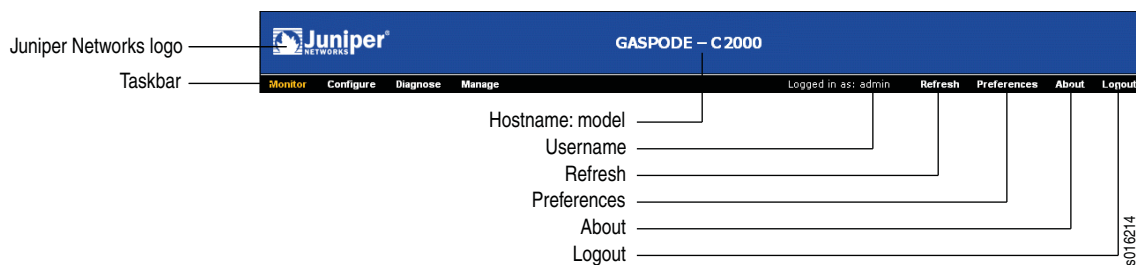 Juniper Networks logo
Juniper®
NETWORKS
GASPODE – C2000
Taskbar
Monitor Configure Diagnose Manage Logged in as: admin Refresh Preferences About Logout
Hostname: model
Username
Refresh
Preferences
About
Logout
s016214